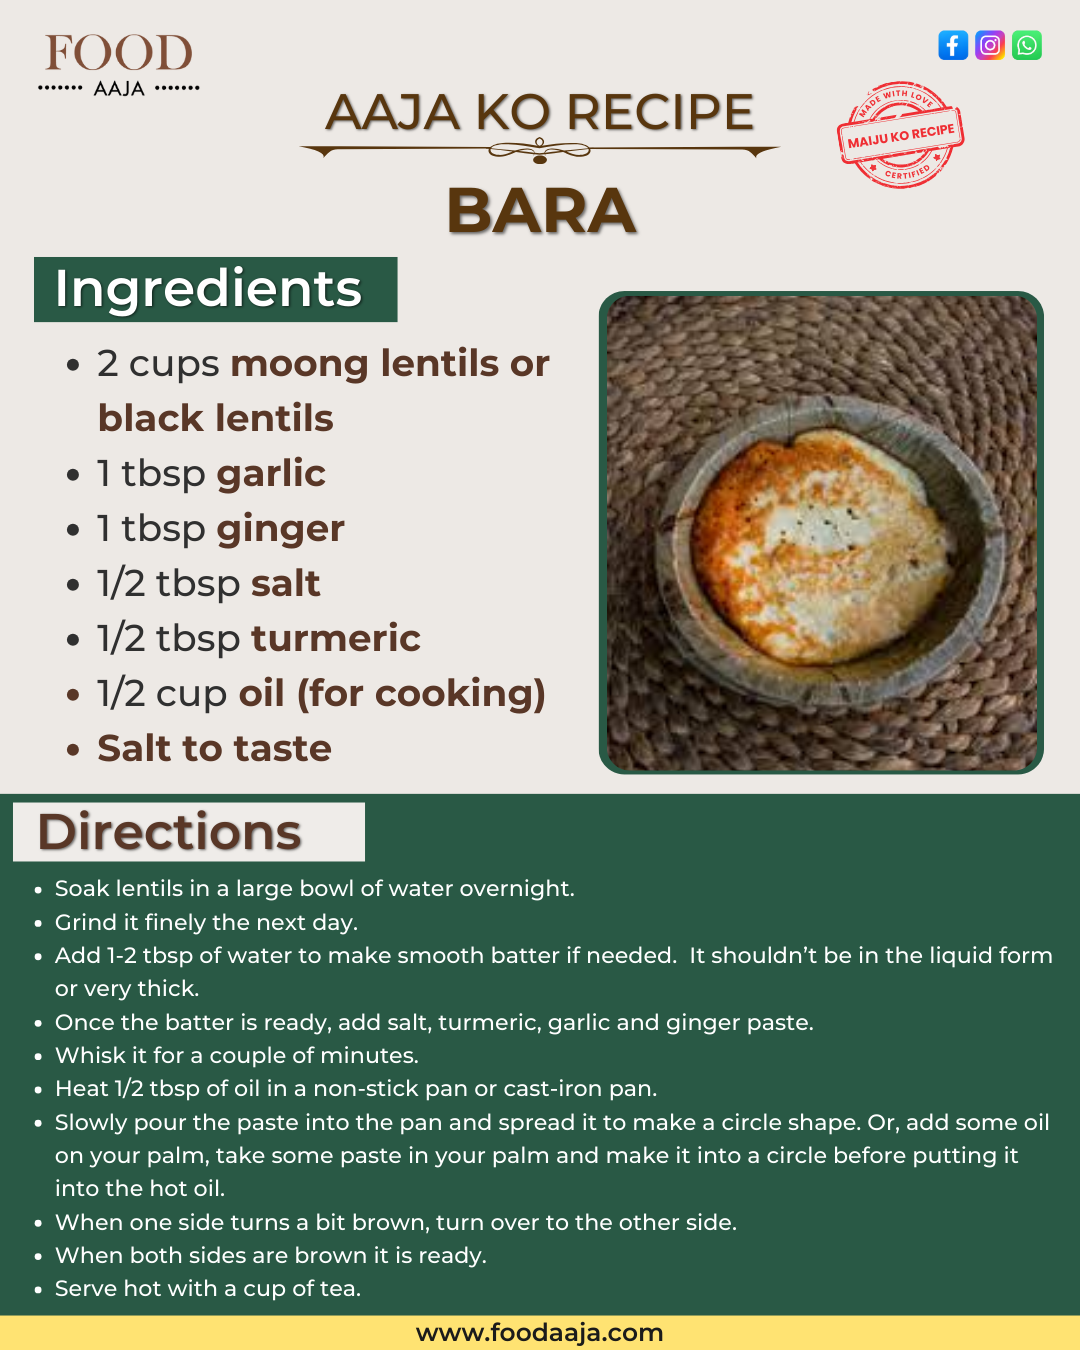 FOOD
AAJA
AAJA KO RECIPE
MADE WITH LOVE
MAIJU KO RECIPE
CERTIFIED
BARA
Ingredients
• 2 cups moong lentils or
black lentils
• 1 tbsp garlic
• 1 tbsp ginger
• 1/2 tbsp salt
• 1/2 tbsp turmeric
• 1/2 cup oil (for cooking)
• Salt to taste
Directions
• Soak lentils in a large bowl of water overnight.
• Grind it finely the next day.
• Add 1-2 tbsp of water to make smooth batter if needed.  It shouldn’t be in the liquid form
or very thick.
• Once the batter is ready, add salt, turmeric, garlic and ginger paste.
• Whisk it for a couple of minutes.
• Heat 1/2 tbsp of oil in a non-stick pan or cast-iron pan.
• Slowly pour the paste into the pan and spread it to make a circle shape. Or, add some oil
on your palm, take some paste in your palm and make it into a circle before putting it
into the hot oil.
• When one side turns a bit brown, turn over to the other side.
• When both sides are brown it is ready.
• Serve hot with a cup of tea.
www.foodaaja.com